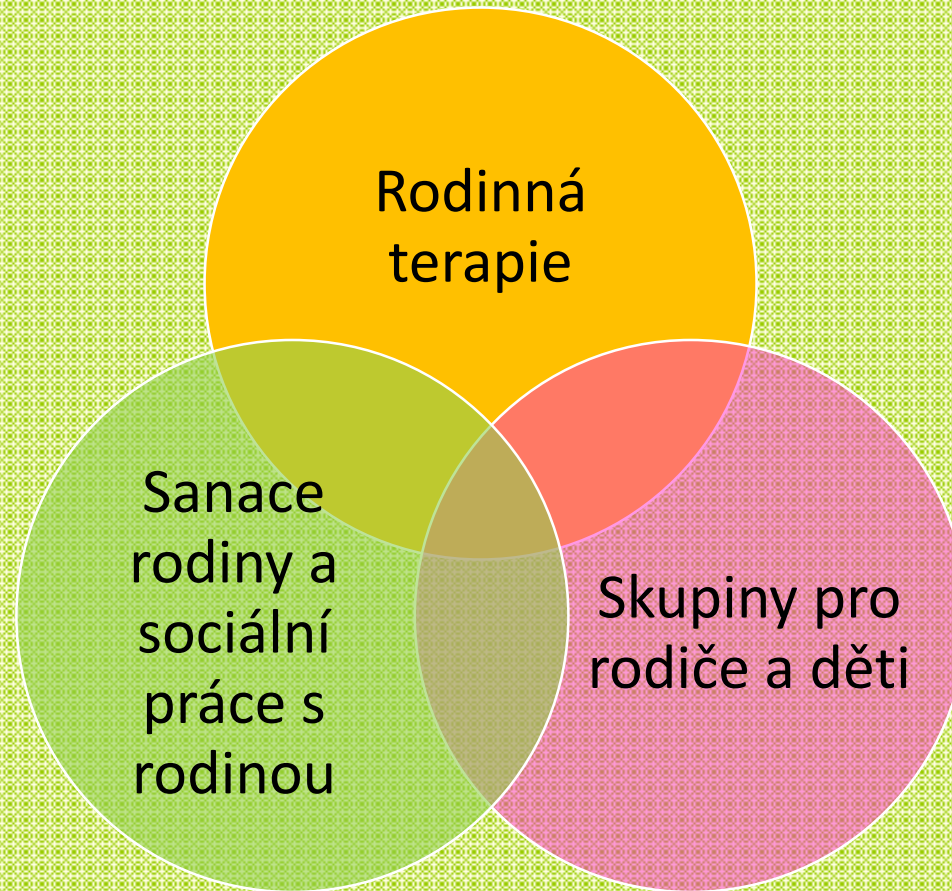 Rodinná
terapie
Sanace
rodiny a
sociální
práce s
rodinou
Skupiny pro
rodiče a děti